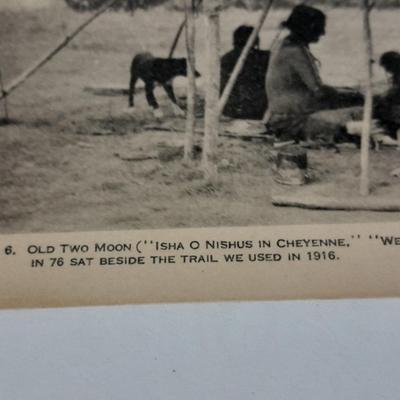 6. OLD TWO MOON ("ISHA O NISHUS IN CHEYENNE," "WE
IN 76 SAT BESIDE THE TRAIL WE USED IN 1916.